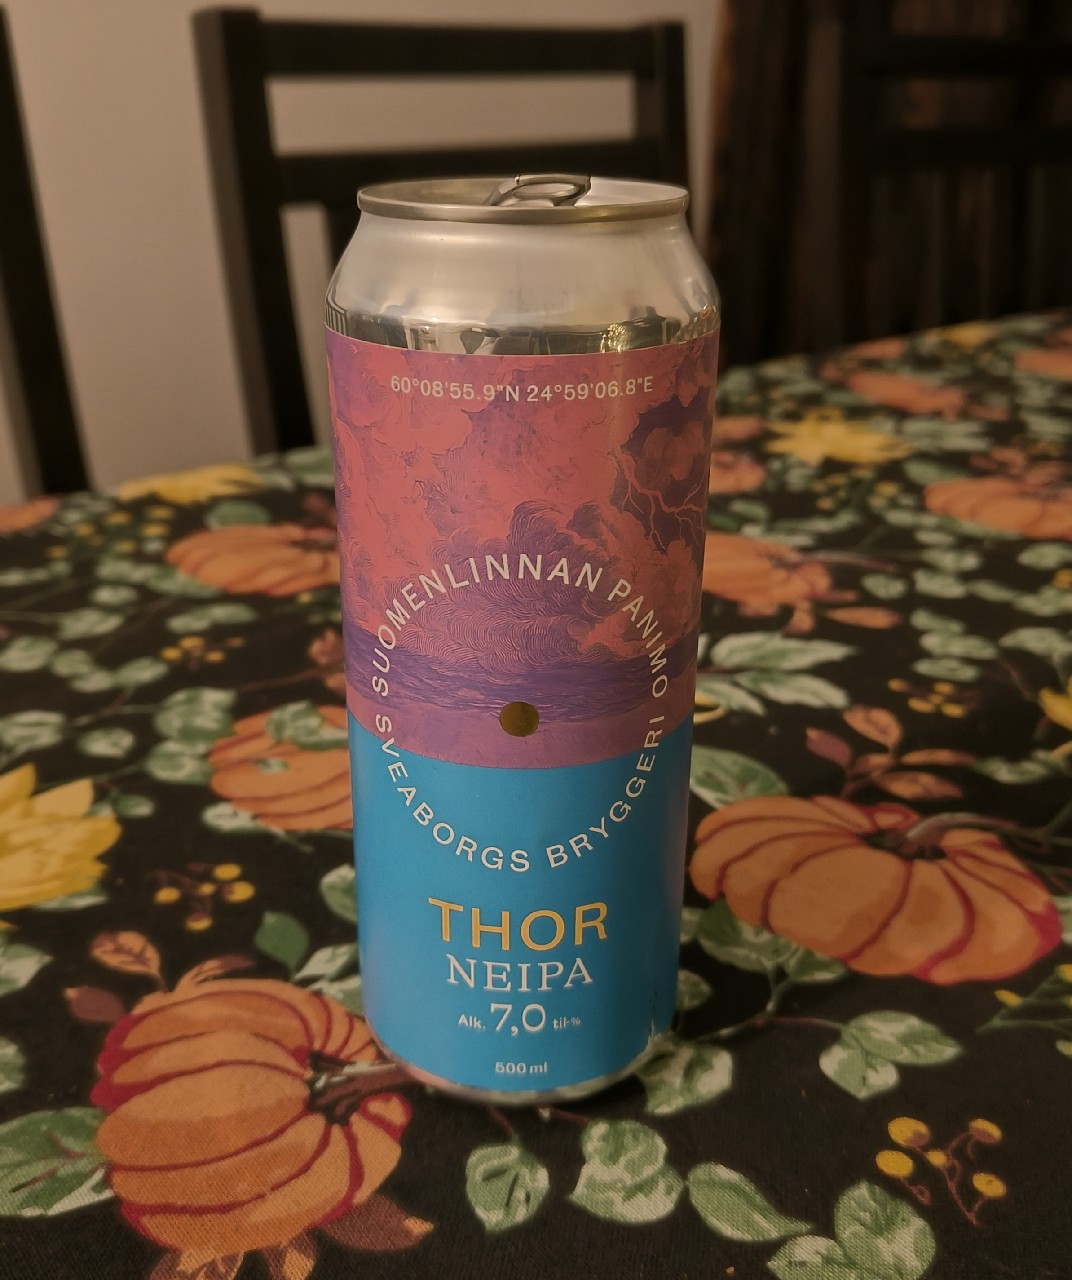 60°08'55.9"N 24°59'06.8"E
SUOMENLINNAN PANIMO
SVEABORGS BRYGGERI
THOR
NEIPA
Alk. 7,0 til-%
500 ml